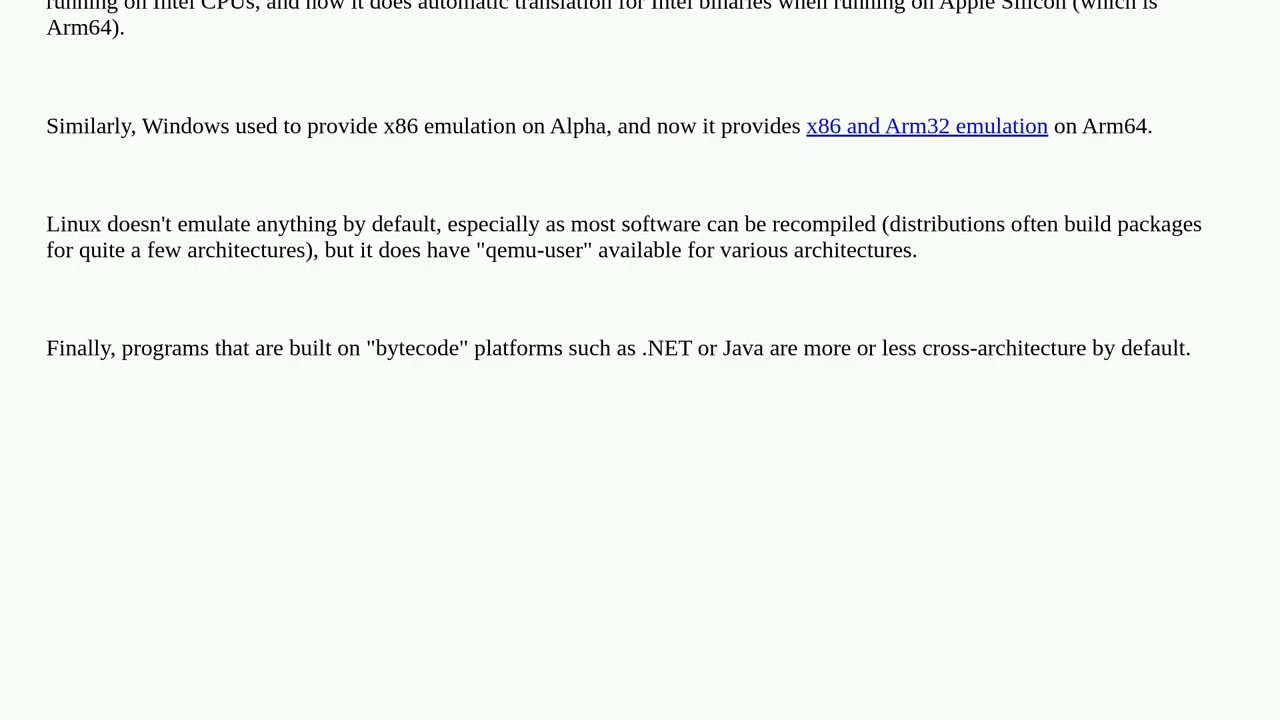 running on Intel CPUs, and now it does automatic translation for Intel binaries when running on Apple Silicon (which is
Arm64).
Similarly, Windows used to provide x86 emulation on Alpha, and now it provides x86 and Arm32 emulation on Arm64.
Linux doesn't emulate anything by default, especially as most software can be recompiled (distributions often build packages
for quite a few architectures), but it does have "qemu-user" available for various architectures.
Finally, programs that are built on "bytecode" platforms such as .NET or Java are more or less cross-architecture by default.